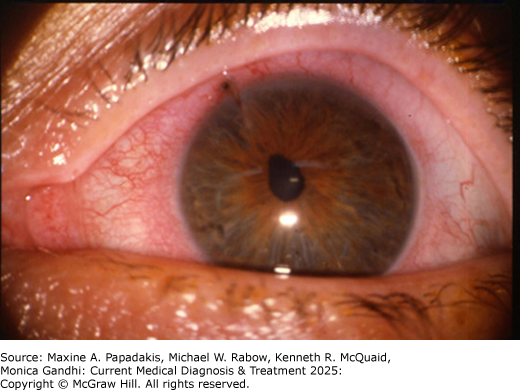 Source: Maxine A. Papadakis, Michael W. Rabow, Kenneth R. McQuaid,
Monica Gandhi: Current Medical Diagnosis & Treatment 2025:
Copyright © McGraw Hill. All rights reserved.